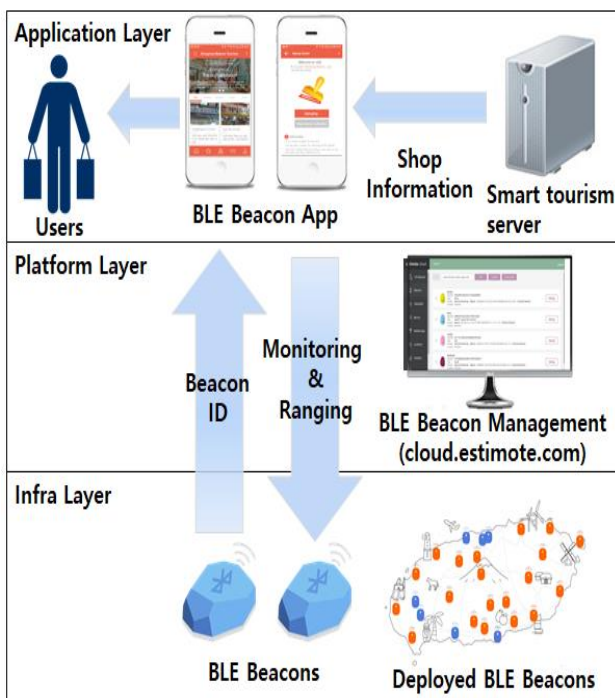 Application Layer
Users
BLE Beacon App
Shop
Information
Smart tourism
server
Platform Layer
Beacon
ID
Monitoring
&
Ranging
BLE Beacon Management
(cloud.estimote.com)
Infra Layer
BLE Beacons
Deployed BLE Beacons